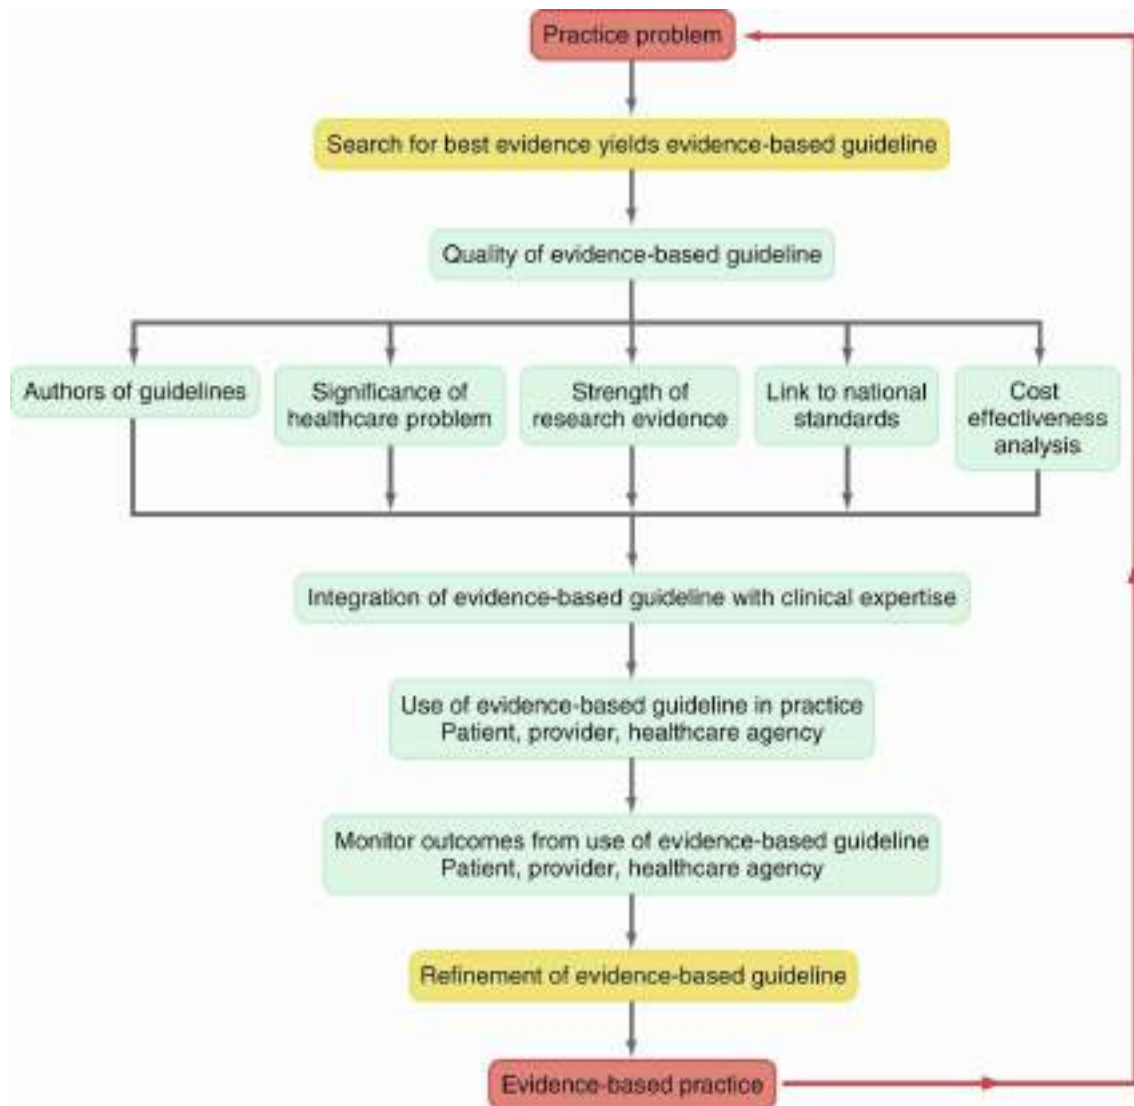 Practice problem
Search for best evidence yields evidence-based guideline
Quality of evidence-based guideline
Authors of guidelines
Significance of
healthcare problem
Strength of
research evidence
Link to national
standards
Cost
effectiveness
analysis
Integration of evidence-based guideline with clinical expertise
Use of evidence-based guideline in practice
Patient, provider, healthcare agency
Monitor outcomes from use of evidence-based guideline
Patient, provider, healthcare agency
Refinement of evidence-based guideline
Evidence-based practice